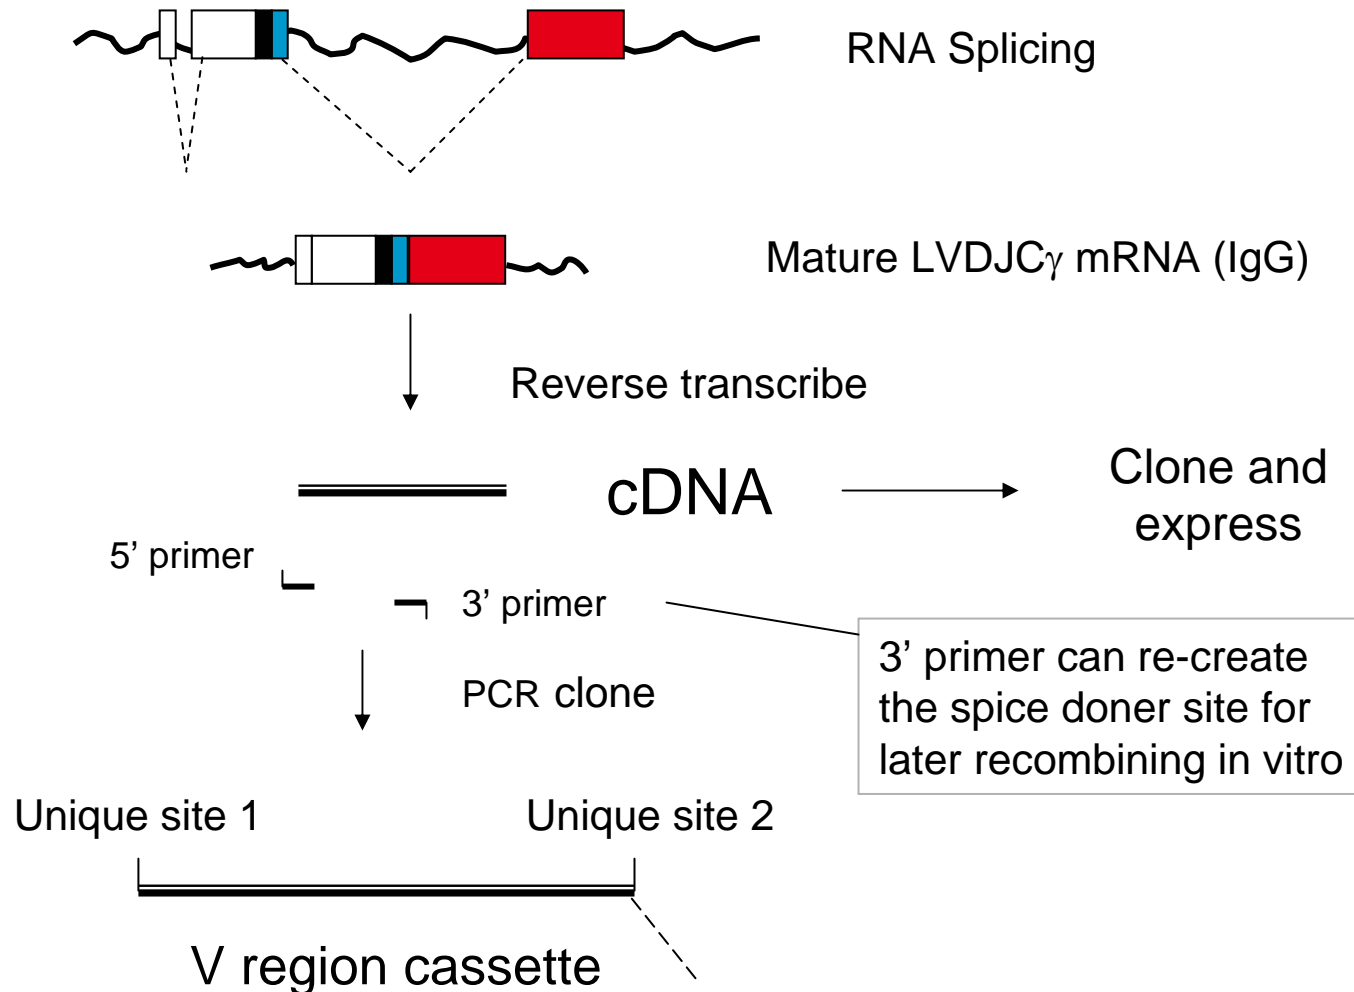 RNA Splicing
Mature LVDJCγ mRNA (IgG)
Reverse transcribe
cDNA
Clone and
express
5’ primer
3’ primer
3’ primer can re-create
the spice doner site for
later recombining in vitro
PCR clone
Unique site 1
Unique site 2
V region cassette